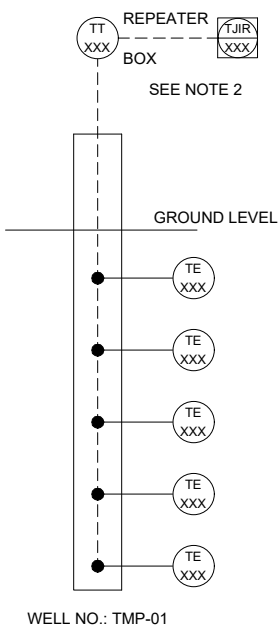 TT
XXX
REPEATER
BOX
TJIR
XXX
SEE NOTE 2
GROUND LEVEL
TE
XXX
TE
XXX
TE
XXX
TE
XXX
TE
XXX
WELL NO.: TMP-01